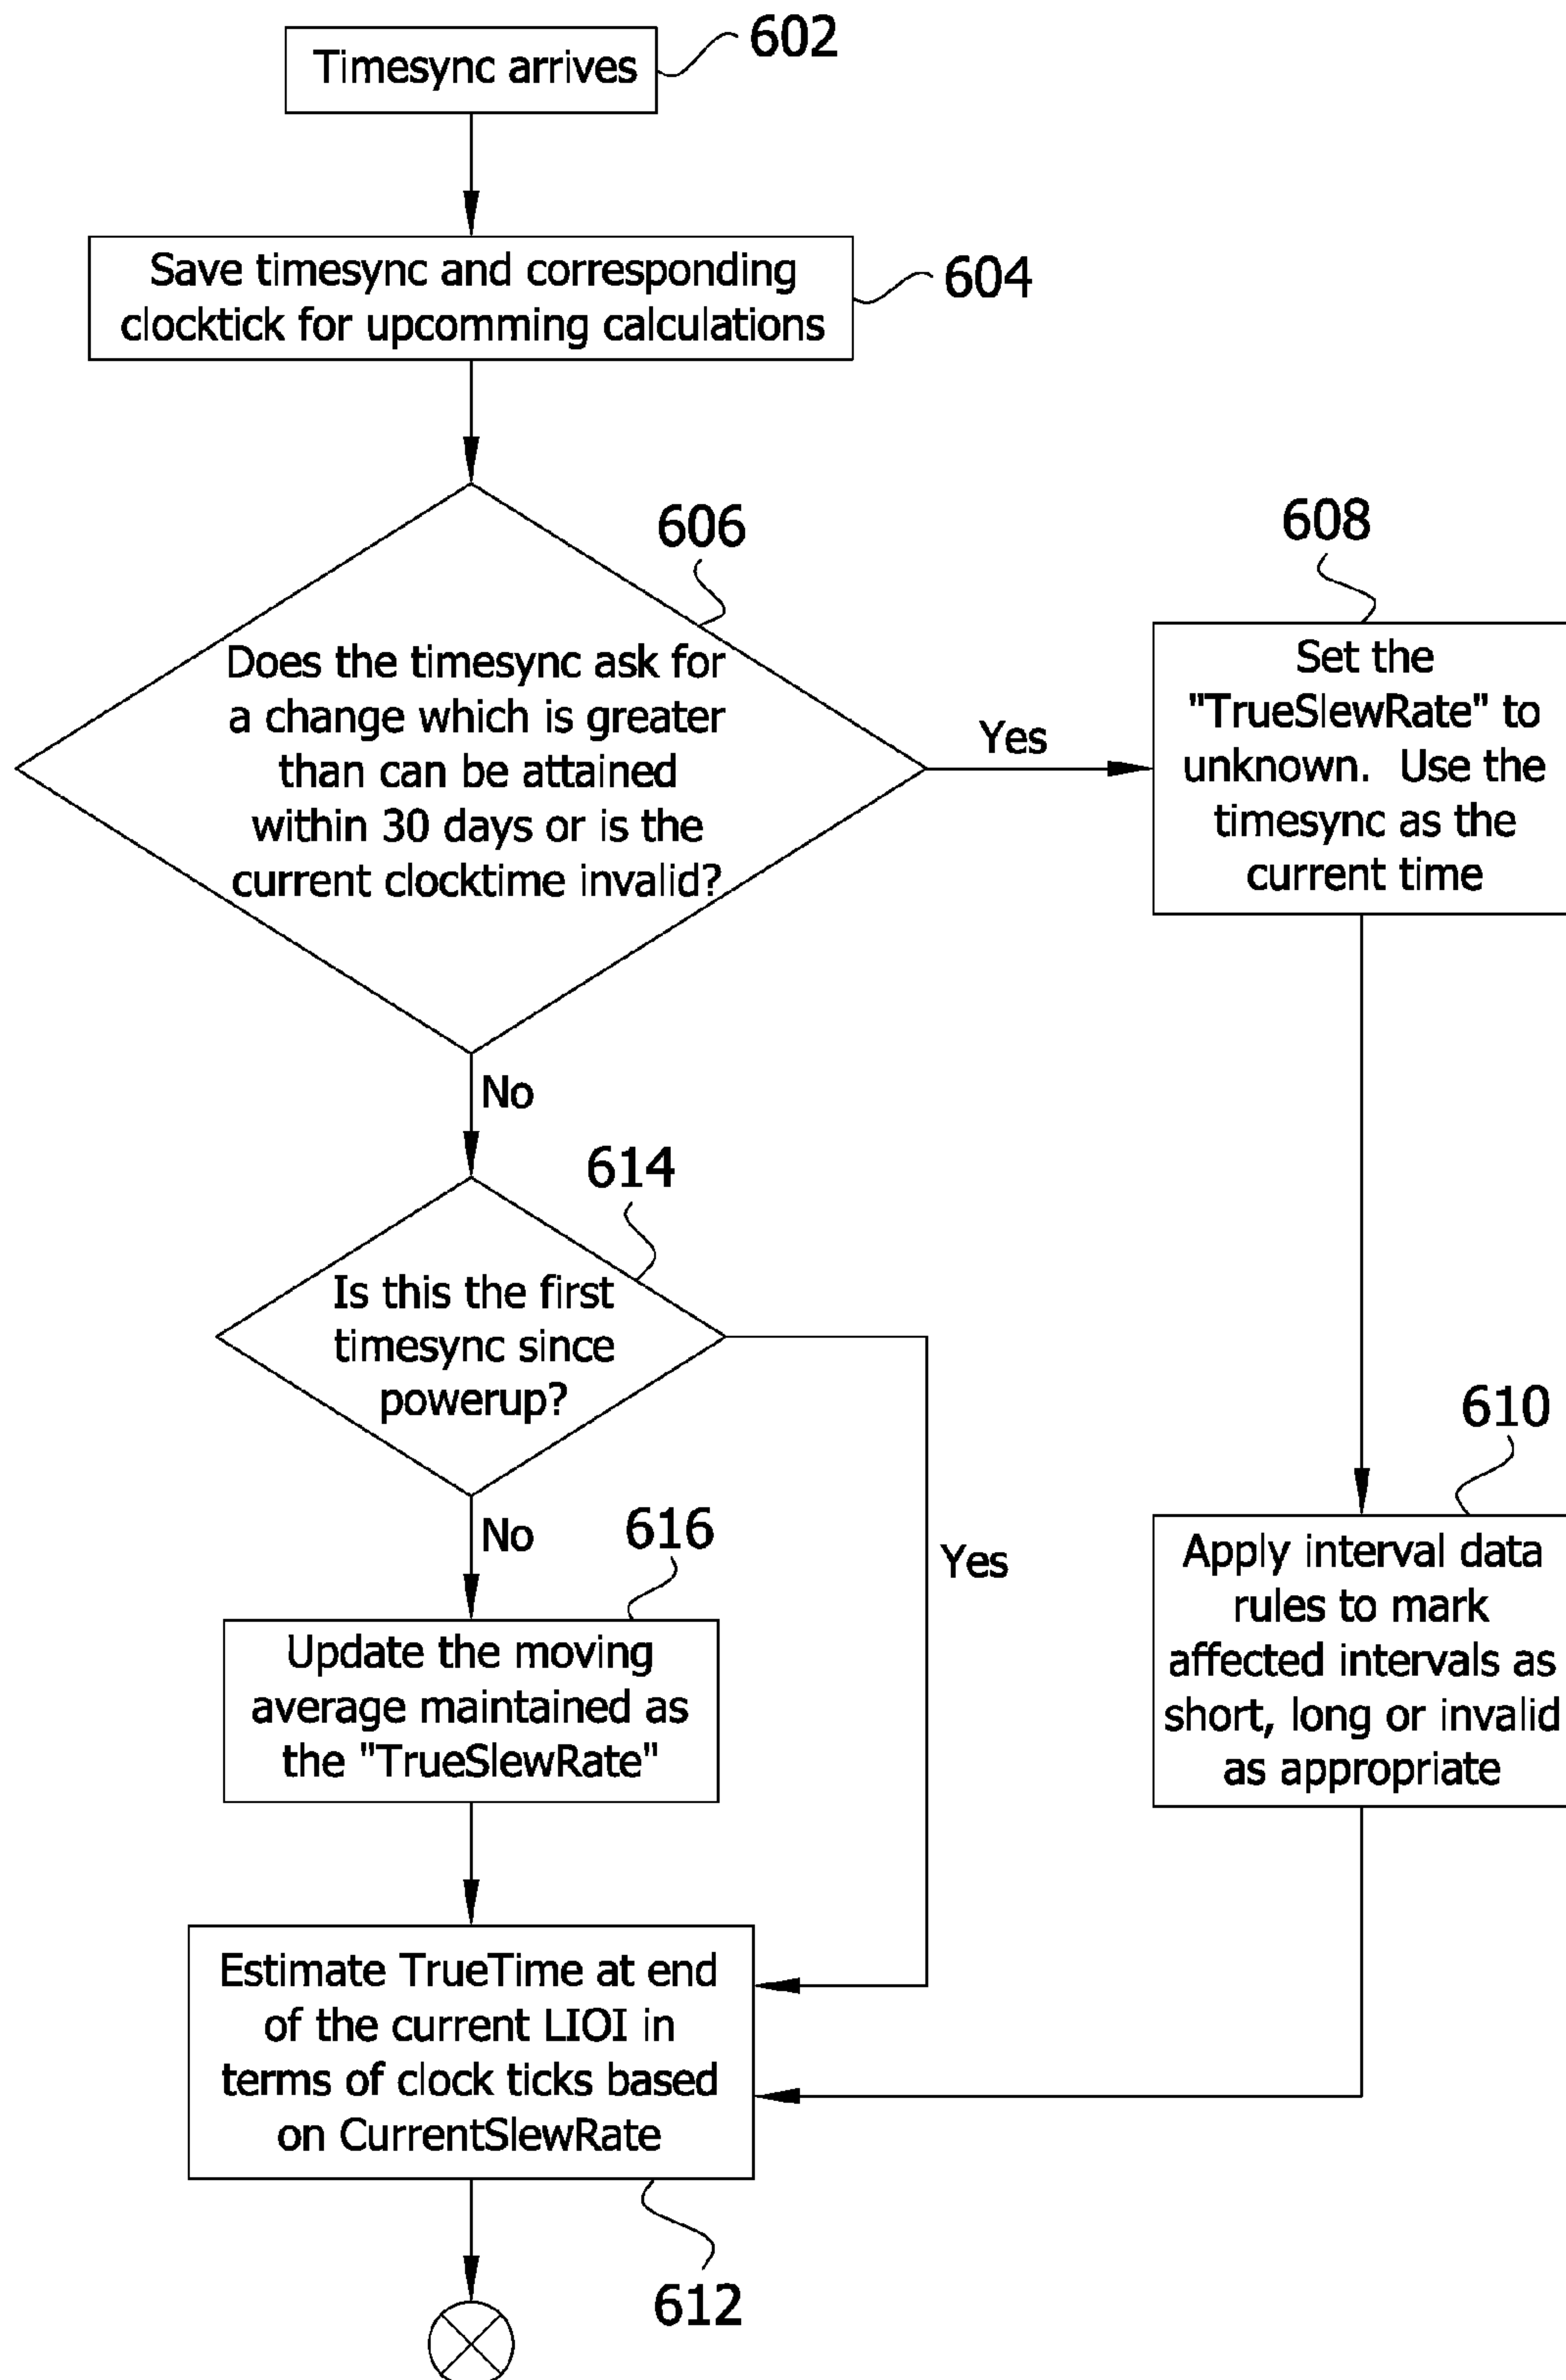 Timesync arrives
602
Save timesync and corresponding
clocktick for upcomming calculations
604
606
Does the timesync ask for
a change which is greater
than can be attained
within 30 days or is the
current clocktime invalid?
Yes
608
Set the
"TrueSlewRate" to
unknown. Use the
timesync as the
current time
No
614
Is this the first
timesync since
powerup?
Yes
No
610
Apply interval data
rules to mark
affected intervals as
short, long or invalid
as appropriate
616
Update the moving
average maintained as
the "TrueSlewRate"
Estimate TrueTime at end
of the current LIOI in
terms of clock ticks based
on CurrentSlewRate
612